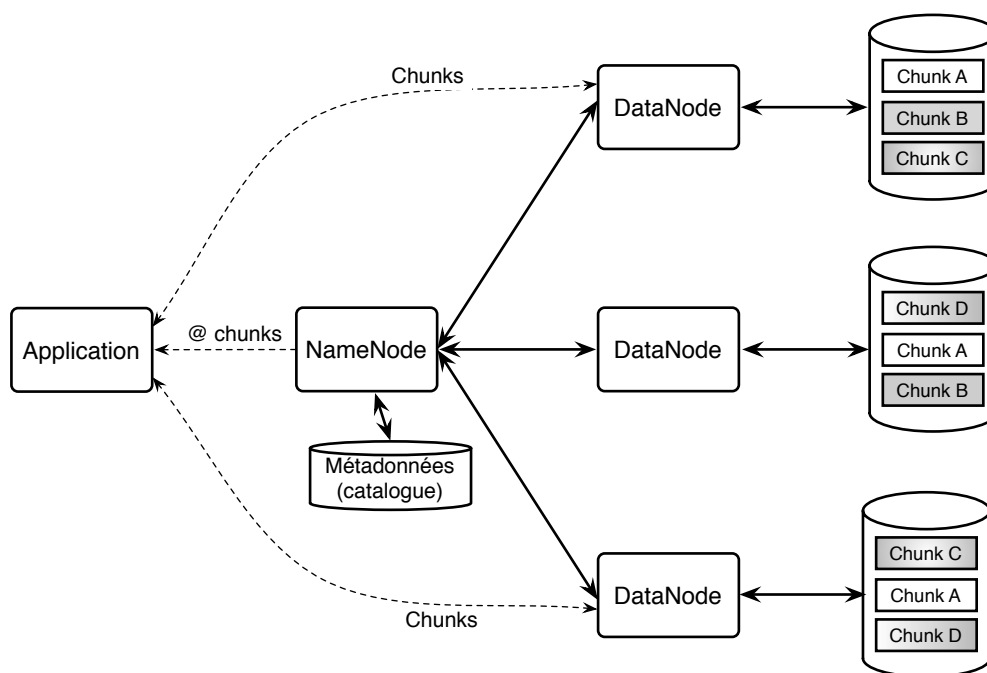 Chunks
DataNode
Chunk A
Chunk B
Chunk C
Application
@ chunks
NameNode
DataNode
Chunk D
Chunk A
Chunk B
Métadonnées
(catalogue)
Chunks
DataNode
Chunk C
Chunk A
Chunk D